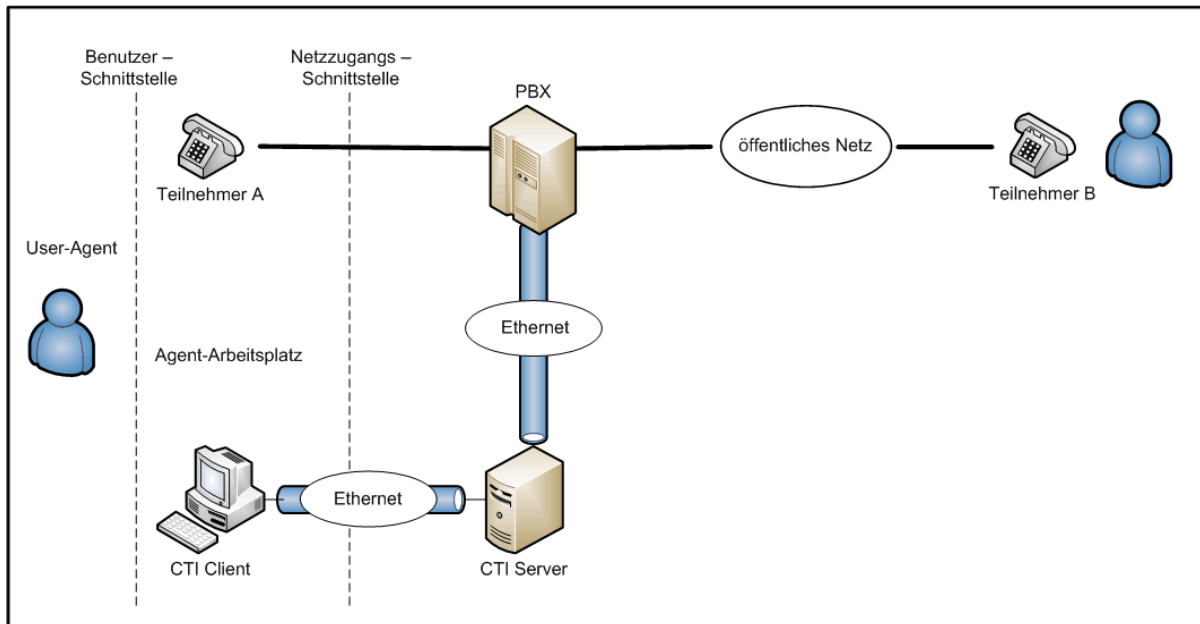 Benutzer –
Schnittstelle
Netzzugangs –
Schnittstelle
PBX
öffentliches Netz
Teilnehmer A
Teilnehmer B
User-Agent
Ethernet
Agent-Arbeitsplatz
Ethernet
CTI Client
CTI Server